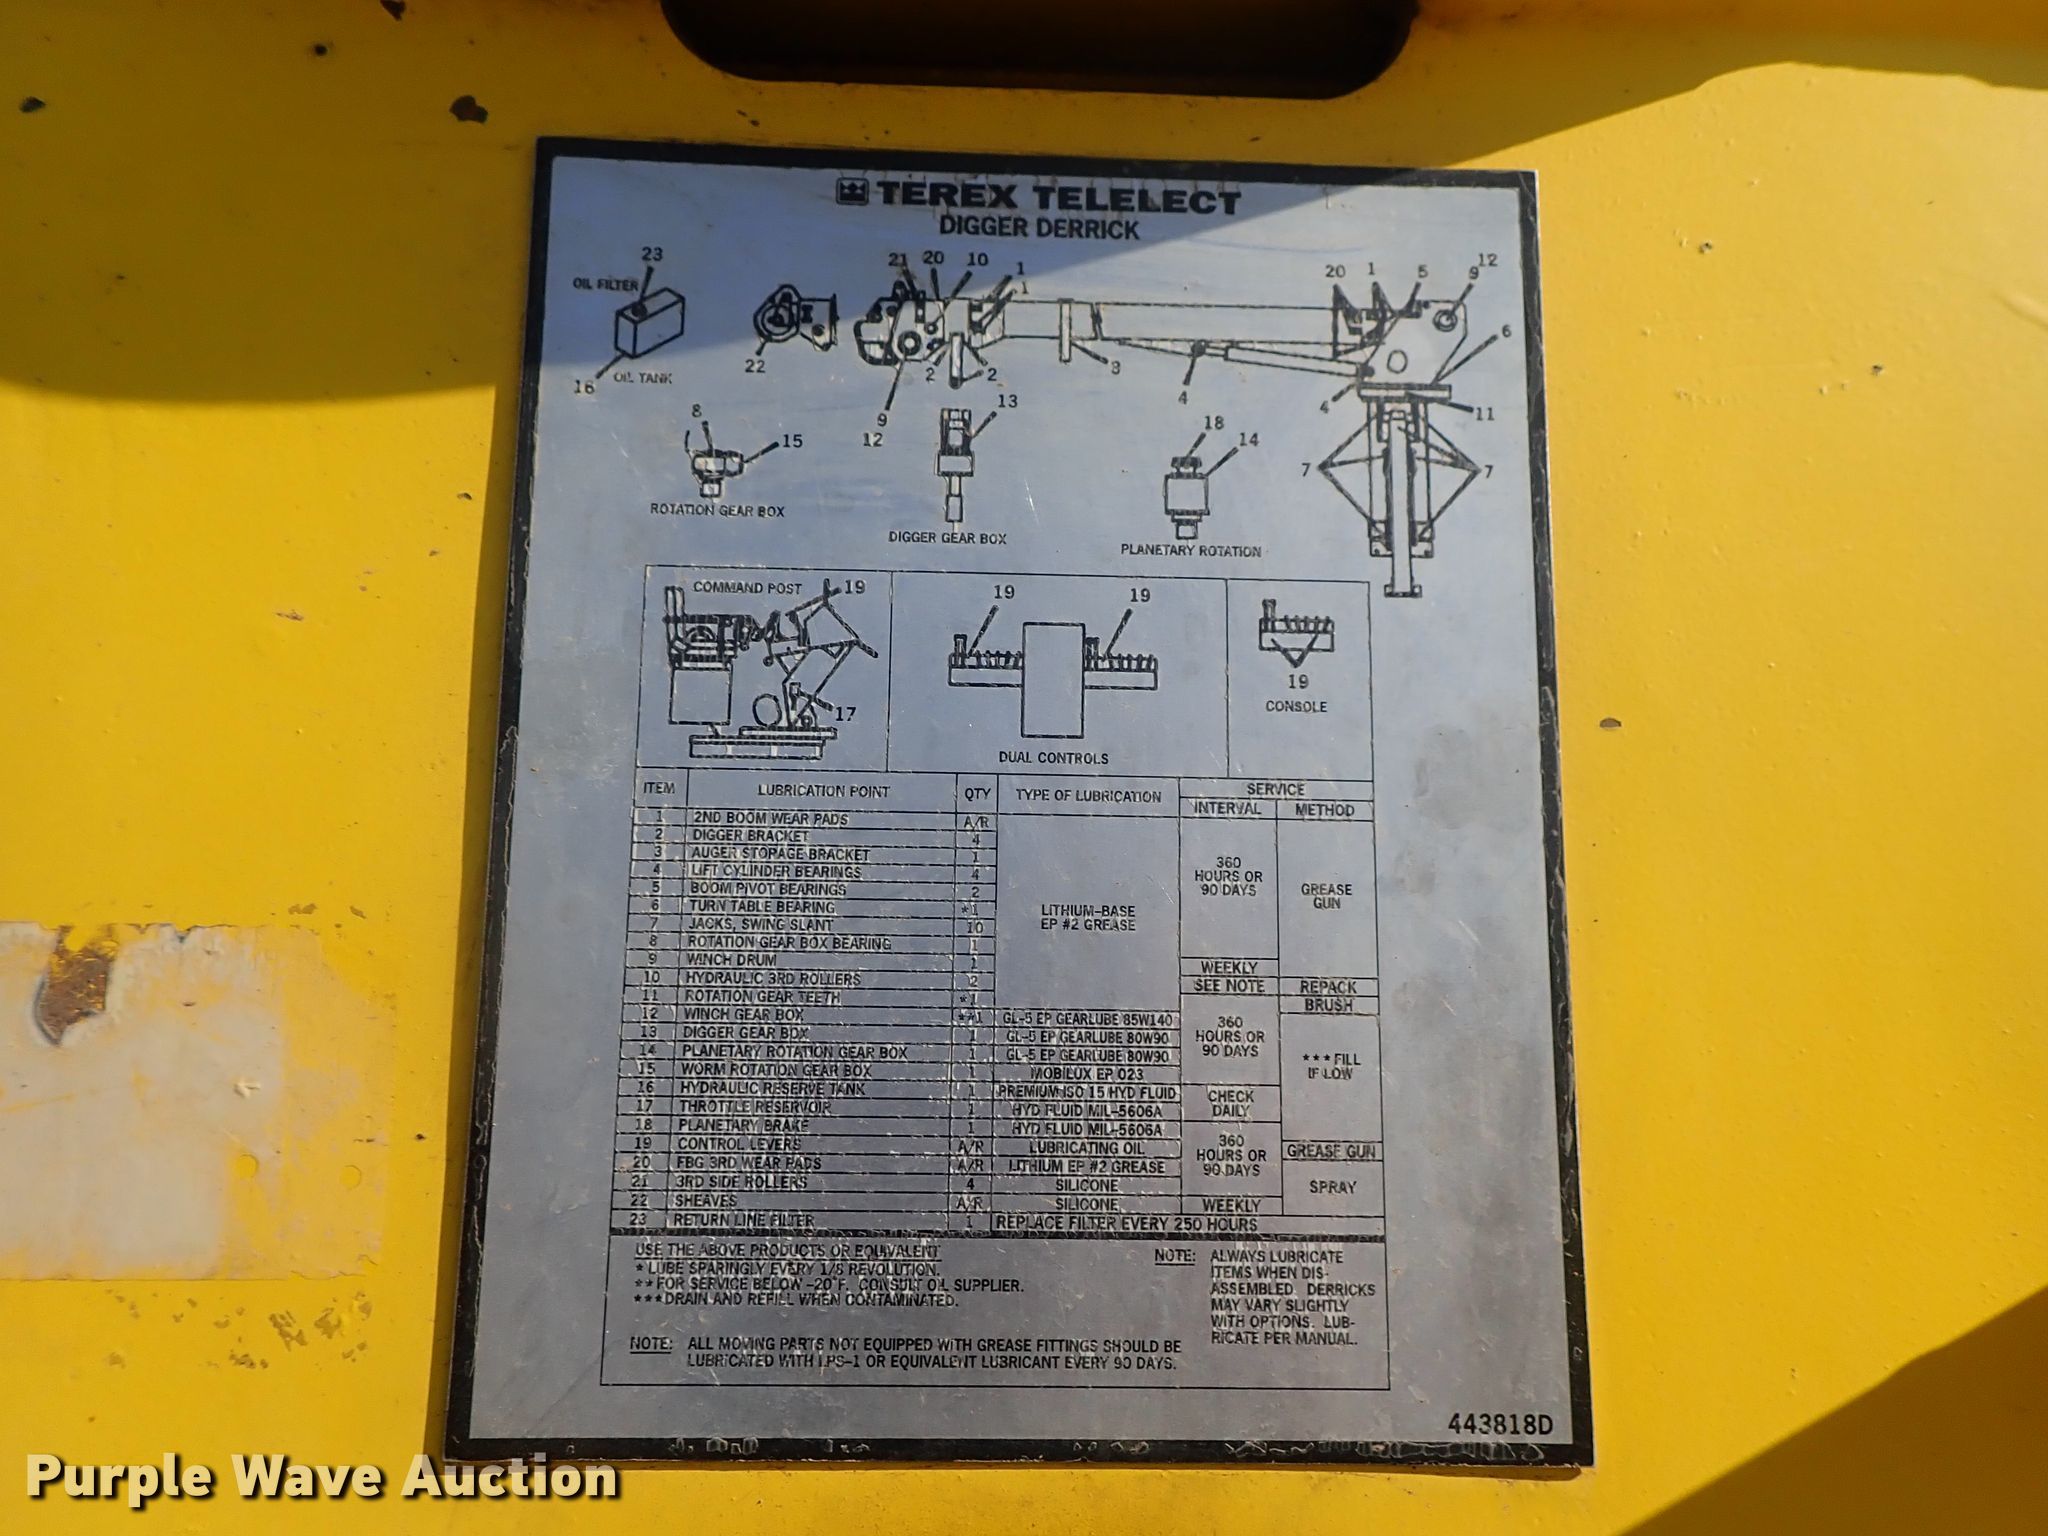 TEREX TELELECT
DIGGER DERRICK
23
OIL FILTER
16
OIL TANK
22
21 20 10 1
1
2 2
9
12
3
4
20 1 5 9 12
6
4
11
7 7
8
15
ROTATION GEAR BOX
13
DIGGER GEAR BOX
18
14
PLANETARY ROTATION
COMMAND POST
19
17
19 19
DUAL CONTROLS
19
CONSOLE
ITEM LUBRICATION POINT QTY TYPE OF LUBRICATION SERVICE
INTERVAL METHOD
1 2ND BOOM WEAR PADS A/R
2 DIGGER BRACKET 4
3 AUGER STOPAGE BRACKET 1
4 LIFT CYLINDER BEARINGS 4
5 BOOM PIVOT BEARINGS 2
6 TURN TABLE BEARING *1
7 JACKS, SWING SLANT 10
8 ROTATION GEAR BOX BEARING 1
9 WINCH DRUM 1
10 HYDRAULIC 3RD ROLLERS 2
11 ROTATION GEAR TEETH *1
LITHIUM-BASE
EP #2 GREASE
360
HOURS OR
90 DAYS
GREASE
GUN
WEEKLY
SEE NOTE REPACK
BRUSH
12 WINCH GEAR BOX **1 GL-5 EP GEARLUBE 85W140
13 DIGGER GEAR BOX 1 GL-5 EP GEARLUBE 80W90
14 PLANETARY ROTATION GEAR BOX 1 GL-5 EP GEARLUBE 80W90
15 WORM ROTATION GEAR BOX 1 MOBILUX EP 023
360
HOURS OR
90 DAYS
***FILL
IF LOW
16 HYDRAULIC RESERVE TANK 1 PREMIUM ISO 15 HYD FLUID
17 THROTTLE RESERVOIR 1 HYD FLUID MIL-5606A
CHECK
DAILY
18 PLANETARY BRAKE 1 HYD FLUID MIL-5606A
19 CONTROL LEVERS A/R LUBRICATING OIL
20 FBG 3RD WEAR PADS A/R LITHIUM EP #2 GREASE
21 3RD SIDE ROLLERS 4 SILICONE
360
HOURS OR
90 DAYS
GREASE GUN
SPRAY
22 SHEAVES A/R SILICONE WEEKLY
23 RETURN LINE FILTER 1 REPLACE FILTER EVERY 250 HOURS
USE THE ABOVE PRODUCTS OR EQUIVALENT
* LUBE SPARINGLY EVERY 1/8 REVOLUTION.
**FOR SERVICE BELOW -20°F. CONSULT OIL SUPPLIER.
***DRAIN AND REFILL WHEN CONTAMINATED.
NOTE: ALWAYS LUBRICATE
ITEMS WHEN DIS-
ASSEMBLED. DERRICKS
MAY VARY SLIGHTLY
WITH OPTIONS. LUB-
RICATE PER MANUAL.
NOTE: ALL MOVING PARTS NOT EQUIPPED WITH GREASE FITTINGS SHOULD BE
LUBRICATED WITH LPS-1 OR EQUIVALENT LUBRICANT EVERY 90 DAYS.
443818D
Purple Wave Auction